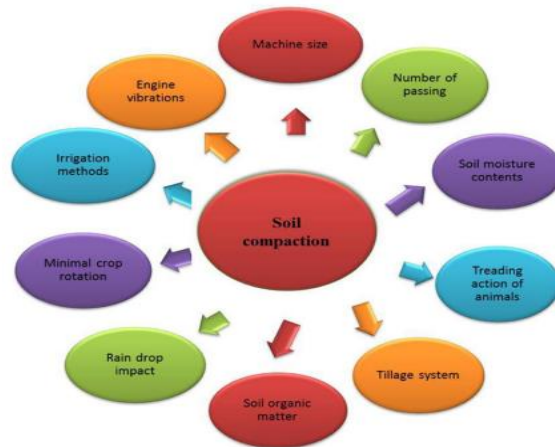 Machine size
Number of
passing
Soil moisture
contents
Treading
action of
animals
Tillage system
Soil organic
matter
Rain drop
impact
Minimal crop
rotation
Irrigation
methods
Engine
vibrations
Soil
compaction